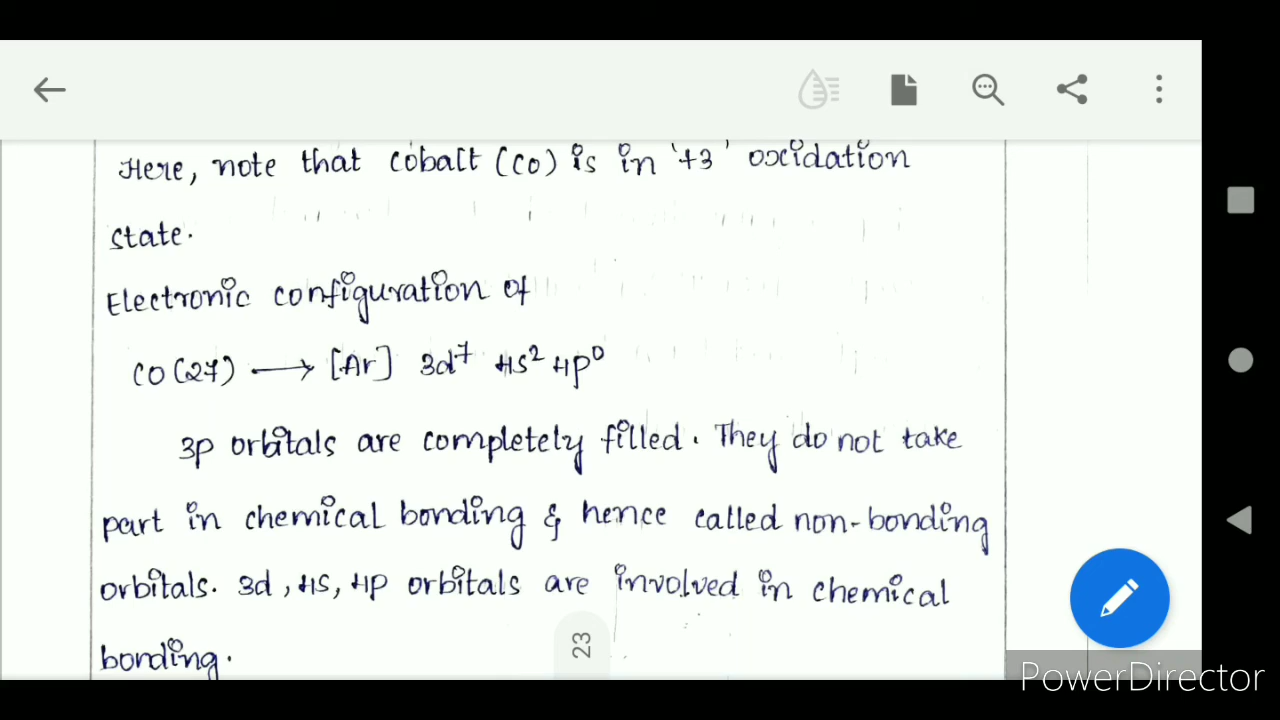 Here, note that cobalt (CO) is in '+3' oxidation
state.
Electronic configuration of
CO(27) ⟶ [Ar] 3d⁷ 4s² 4p⁰
3p orbitals are completely filled. They do not take
part in chemical bonding & hence called non-bonding
orbitals. 3d, 4s, 4p orbitals are involved in chemical
bonding.
23
PowerDirector